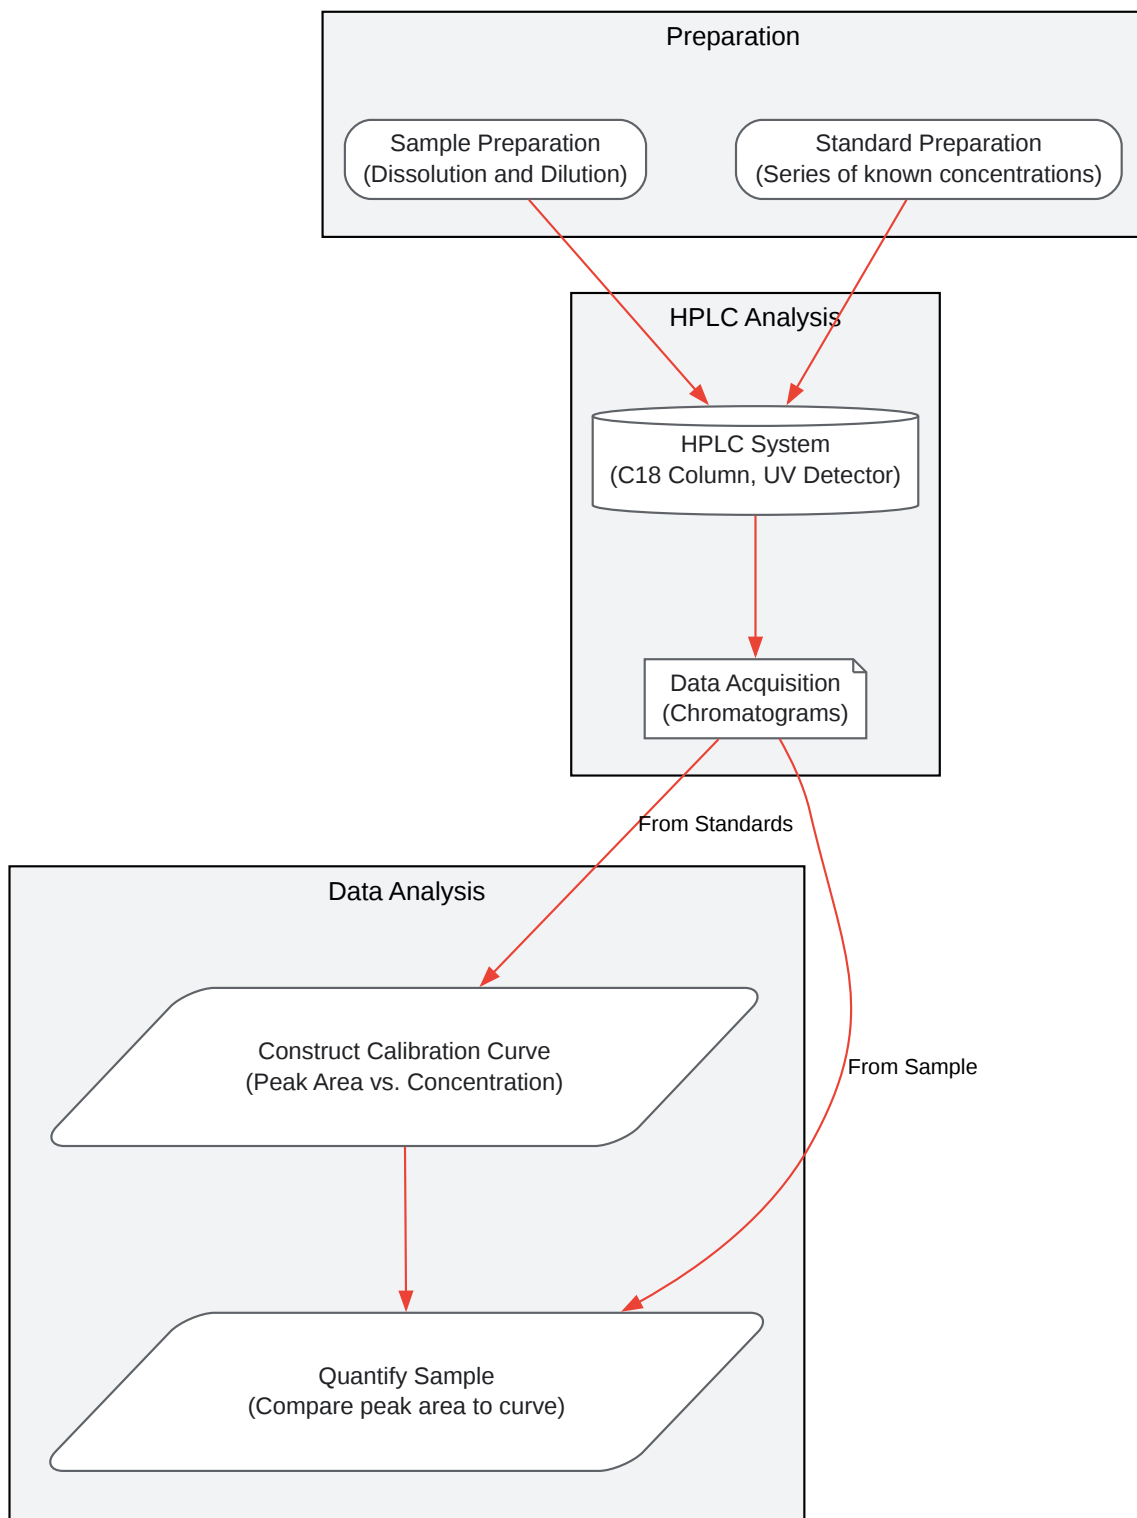 Preparation
Sample Preparation
(Dissolution and Dilution)
Standard Preparation
(Series of known concentrations)
HPLC Analysis
HPLC System
(C18 Column, UV Detector)
Data Acquisition
(Chromatograms)
From Standards
Data Analysis
Construct Calibration Curve
(Peak Area vs. Concentration)
From Sample
Quantify Sample
(Compare peak area to curve)